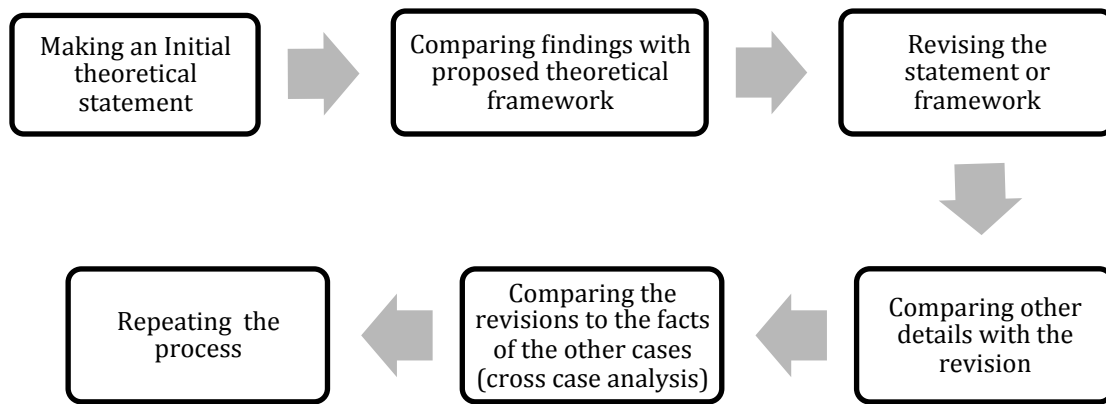 Making an Initial
theoretical
statement
Comparing findings with
proposed theoretical
framework
Revising the
statement or
framework
Comparing other
details with the
revision
Comparing the
revisions to the facts
of the other cases
(cross case analysis)
Repeating the
process